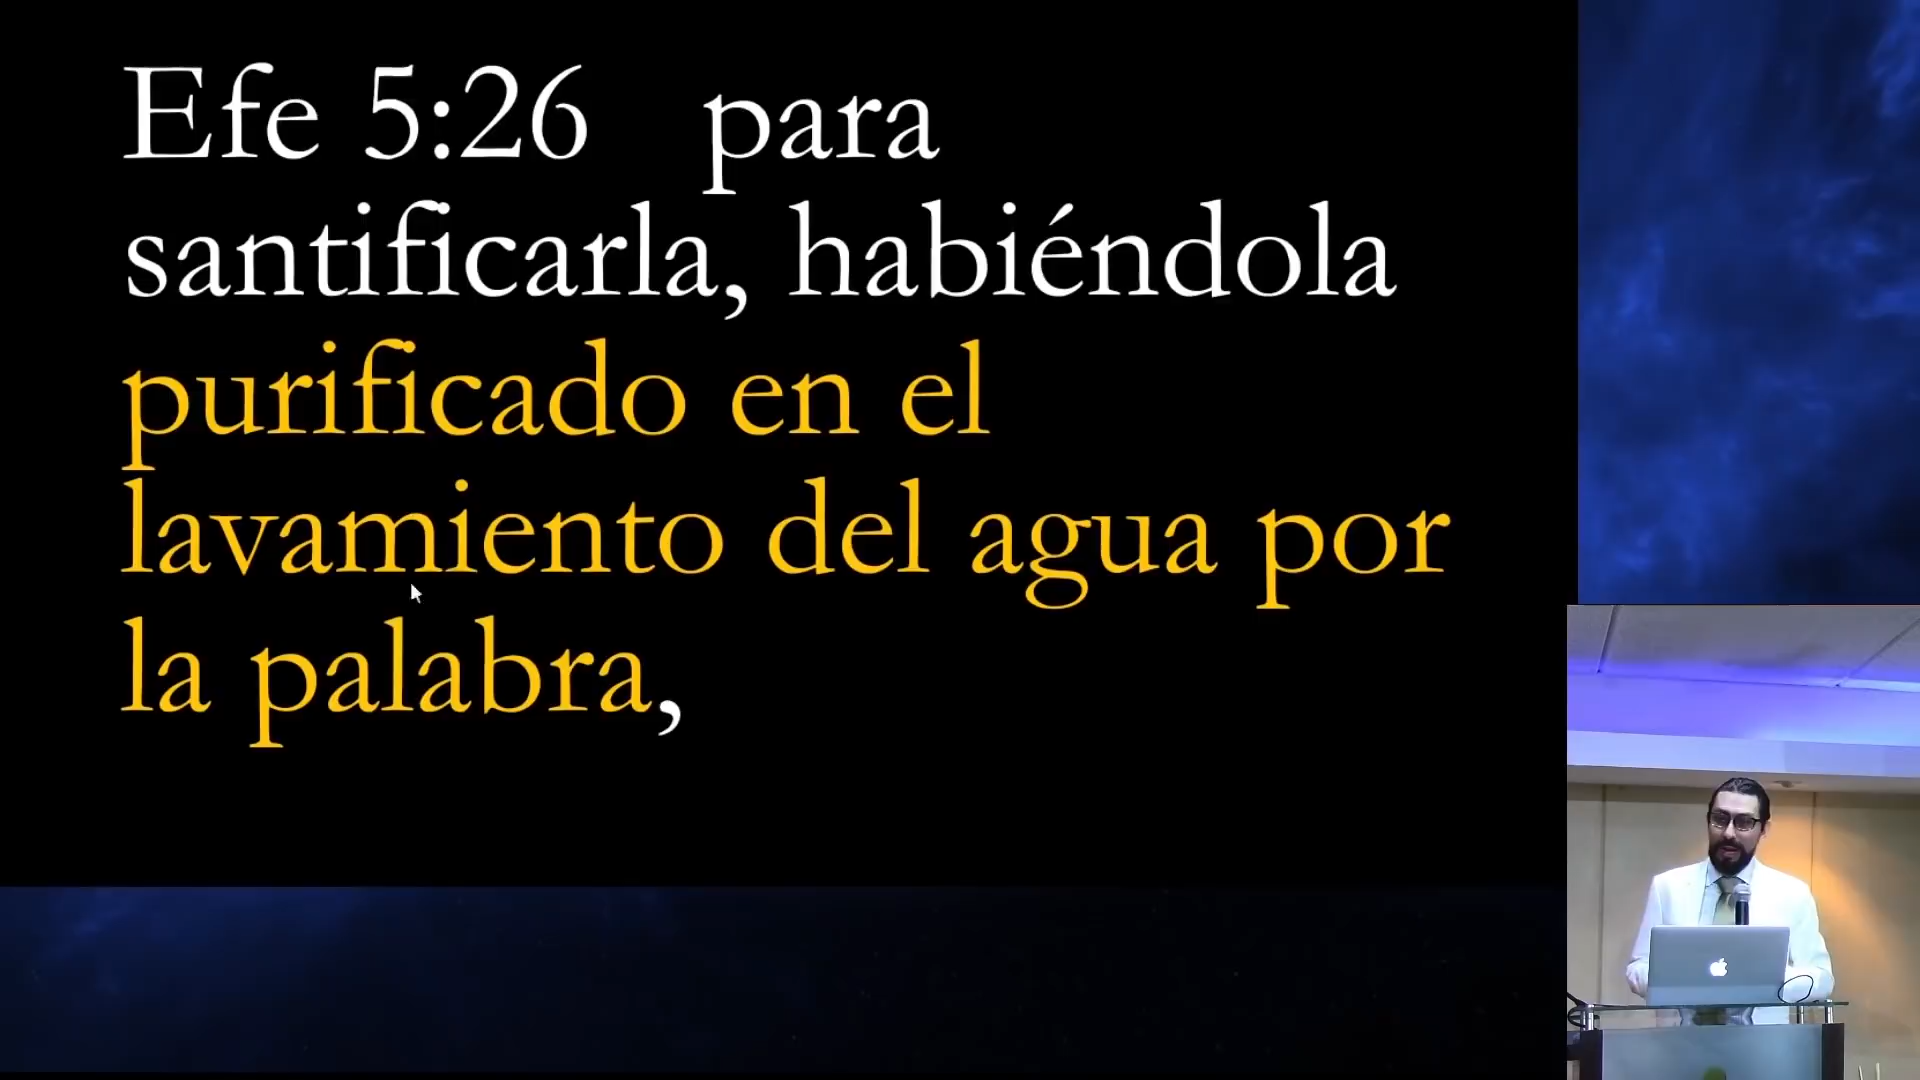 Efe 5:26 para
santificarla, habiéndola
purificado en el
lavamiento del agua por
la palabra,